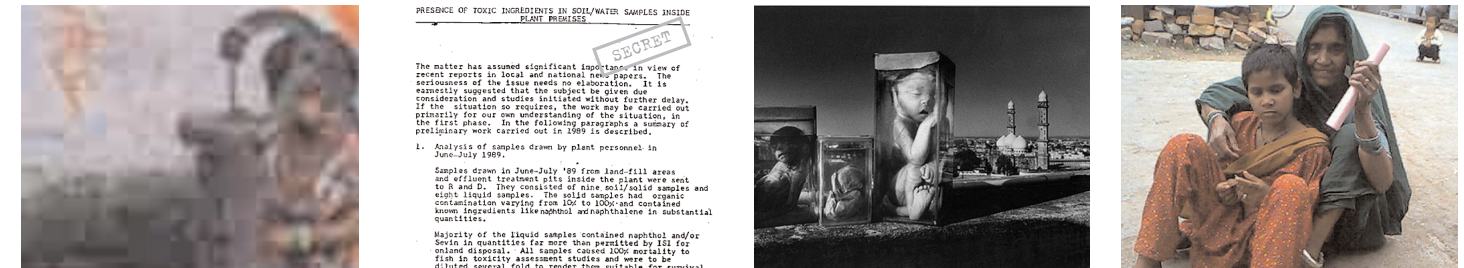 PRESENCE OF TOXIC INGREDIENTS IN SOIL/WATER SAMPLES INSIDE
PLANT PREMISES
SECRET
The matter has assumed significant importance in view of
recent reports in local and national news papers. The
seriousness of the issue needs no elaboration. It is
earnestly suggested that the subject be given due
consideration and studies initiated without further delay.
If the situation so requires, the work may be carried out
primarily for our own understanding of the situation, in
the first phase. In the following paragraphs a summary of
preliminary work carried out in 1989 is described.
1. Analysis of samples drawn by plant personnel in
June-July 1989.
Samples drawn in June-July '89 from land-fill areas
and effluent treatment pits inside the plant were sent
to R and D. They consisted of nine soil/solid samples and
eight liquid samples. The solid samples had organic
contamination varying from 10% to 100% and contained
known ingredients like naphthol and naphthalene in substantial
quantities.
Majority of the liquid samples contained naphthol and/or
Sevin in quantities far more than permitted by ISI for
onland disposal. All samples caused 100% mortality to
fish in toxicity assessment studies and were to be
diluted several fold to render them suitable for survival